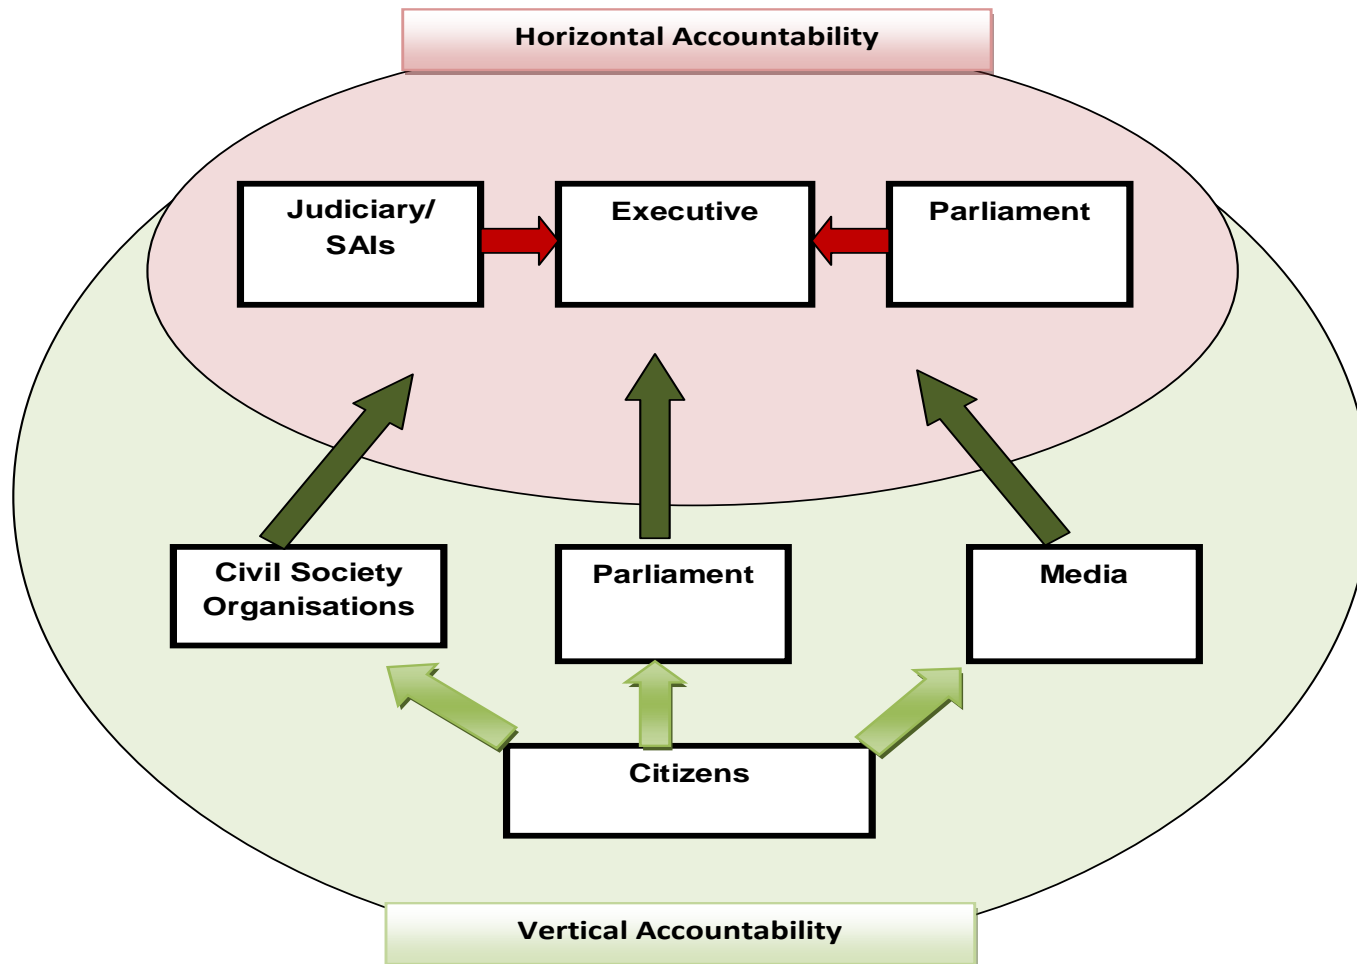 Horizontal Accountability
Judiciary/
SAIs
Executive
Parliament
Civil Society
Organisations
Parliament
Media
Citizens
Vertical Accountability